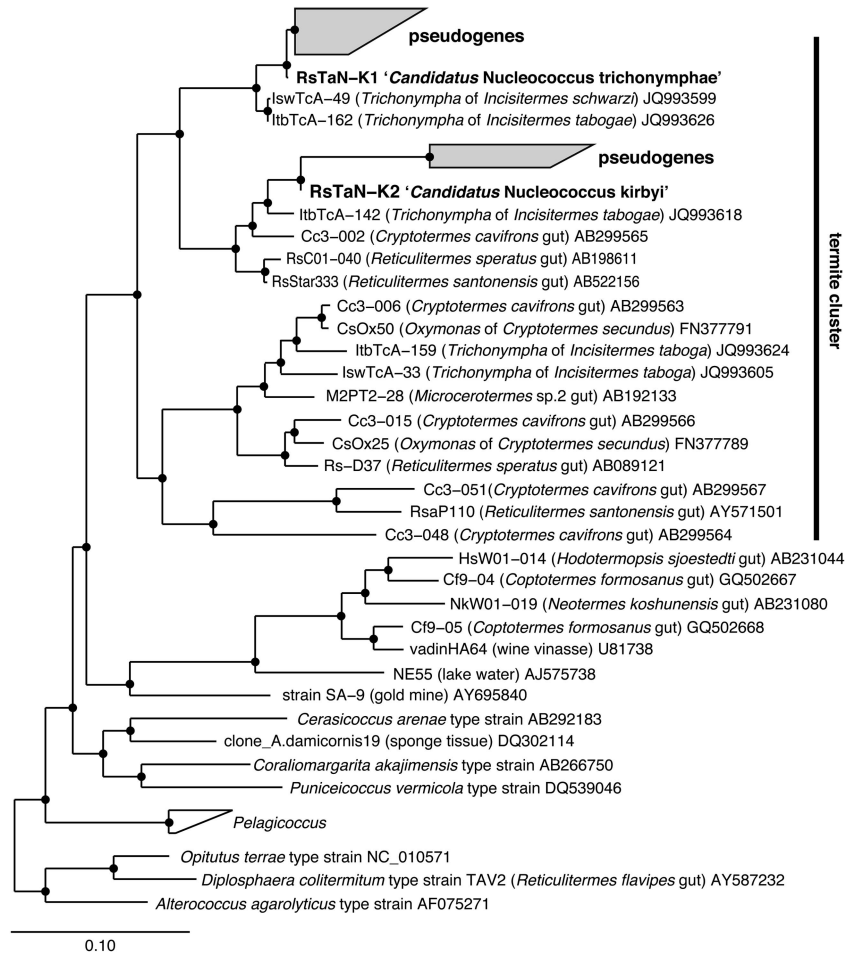 pseudogenes
RsTaN–K1 ‘Candidatus Nucleococcus trichonymphae’
IswTcA–49 (Trichonympha of Incisitermes schwarzi) JQ993599
ItbTcA–162 (Trichonympha of Incisitermes tabogae) JQ993626
pseudogenes
RsTaN–K2 ‘Candidatus Nucleococcus kirbyi’
ItbTcA–142 (Trichonympha of Incisitermes tabogae) JQ993618
Cc3–002 (Cryptotermes cavifrons gut) AB299565
RsC01–040 (Reticulitermes speratus gut) AB198611
RsStar333 (Reticulitermes santonensis gut) AB522156
Cc3–006 (Cryptotermes cavifrons gut) AB299563
CsOx50 (Oxymonas of Cryptotermes secundus) FN377791
ItbTcA–159 (Trichonympha of Incisitermes taboga) JQ993624
IswTcA–33 (Trichonympha of Incisitermes taboga) JQ993605
M2PT2–28 (Microcerotermes sp.2 gut) AB192133
Cc3–015 (Cryptotermes cavifrons gut) AB299566
CsOx25 (Oxymonas of Cryptotermes secundus) FN377789
Rs–D37 (Reticulitermes speratus gut) AB089121
Cc3–051(Cryptotermes cavifrons gut) AB299567
RsaP110 (Reticulitermes santonensis gut) AY571501
Cc3–048 (Cryptotermes cavifrons gut) AB299564
termite cluster
HsW01–014 (Hodotermopsis sjoestedti gut) AB231044
Cf9–04 (Coptotermes formosanus gut) GQ502667
NkW01–019 (Neotermes koshunensis gut) AB231080
Cf9–05 (Coptotermes formosanus gut) GQ502668
vadinHA64 (wine vinasse) U81738
NE55 (lake water) AJ575738
strain SA–9 (gold mine) AY695840
Cerasicoccus arenae type strain AB292183
clone_A.damicornis19 (sponge tissue) DQ302114
Coraliomargarita akajimensis type strain AB266750
Puniceicoccus vermicola type strain DQ539046
Pelagicoccus
Opitutus terrae type strain NC_010571
Diplosphaera colitermitum type strain TAV2 (Reticulitermes flavipes gut) AY587232
Alterococcus agarolyticus type strain AF075271
0.10